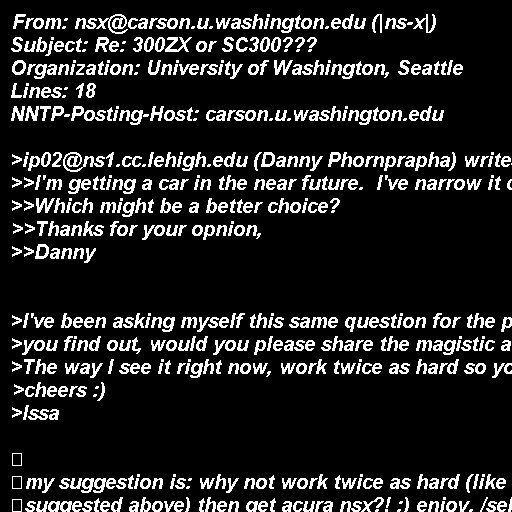 From: nsx@carson.u.washington.edu (|ns-x|)
Subject: Re: 300ZX or SC300???
Organization: University of Washington, Seattle
Lines: 18
NNTP-Posting-Host: carson.u.washington.edu

>ip02@ns1.cc.lehigh.edu (Danny Phornprapha) write
>>I'm getting a car in the near future.  I've narrow it
>>Which might be a better choice?
>>Thanks for your opnion,
>>Danny

>I've been asking myself this same question for the
>you find out, would you please share the magistic
>The way I see it right now, work twice as hard so
>cheers :)
>Issa

my suggestion is: why not work twice as hard (like
suggested above) then get acura nsx?! :) enjoy.